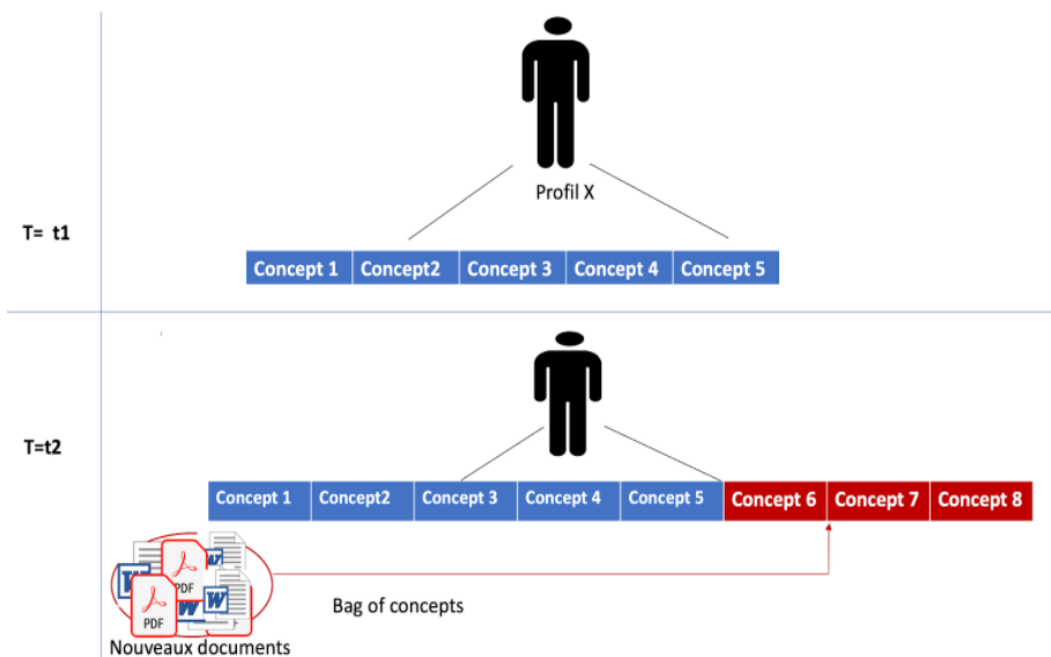 Profil X
T= t1
Concept 1 Concept2 Concept 3 Concept 4 Concept 5
T=t2
Concept 1 Concept2 Concept 3 Concept 4 Concept 5 Concept 6 Concept 7 Concept 8
W
W
PDF
W
PDF
W
Bag of concepts
Nouveaux documents